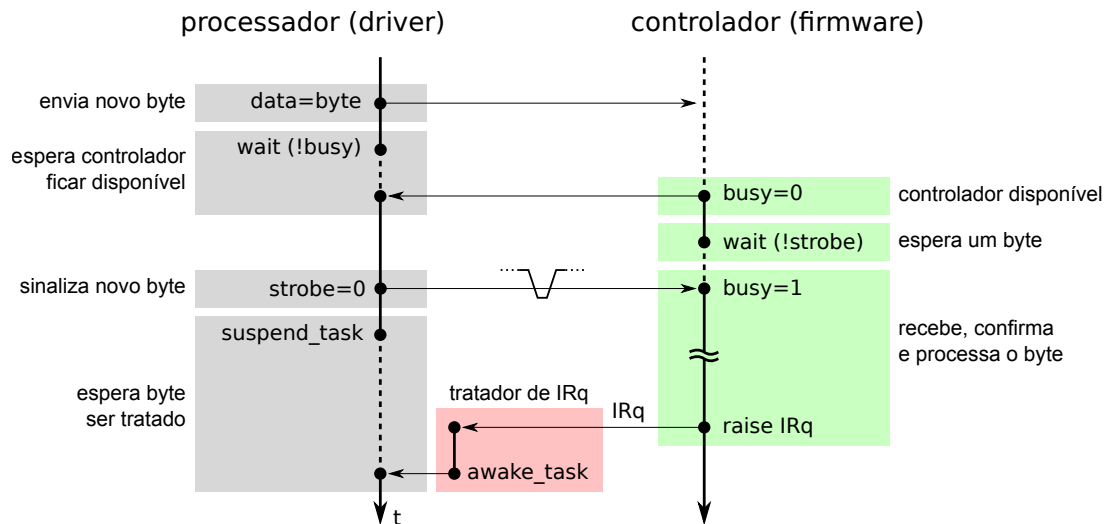 processador (driver)
controlador (firmware)
envia novo byte
data=byte
espera controlador
ficar disponível
wait (!busy)
busy=0
controlador disponível
wait (!strobe)
espera um byte
sinaliza novo byte
strobe=0
busy=1
suspend_task
recebe, confirma
e processa o byte
espera byte
ser tratado
tratador de IRq
IRq
raise IRq
awake_task
t